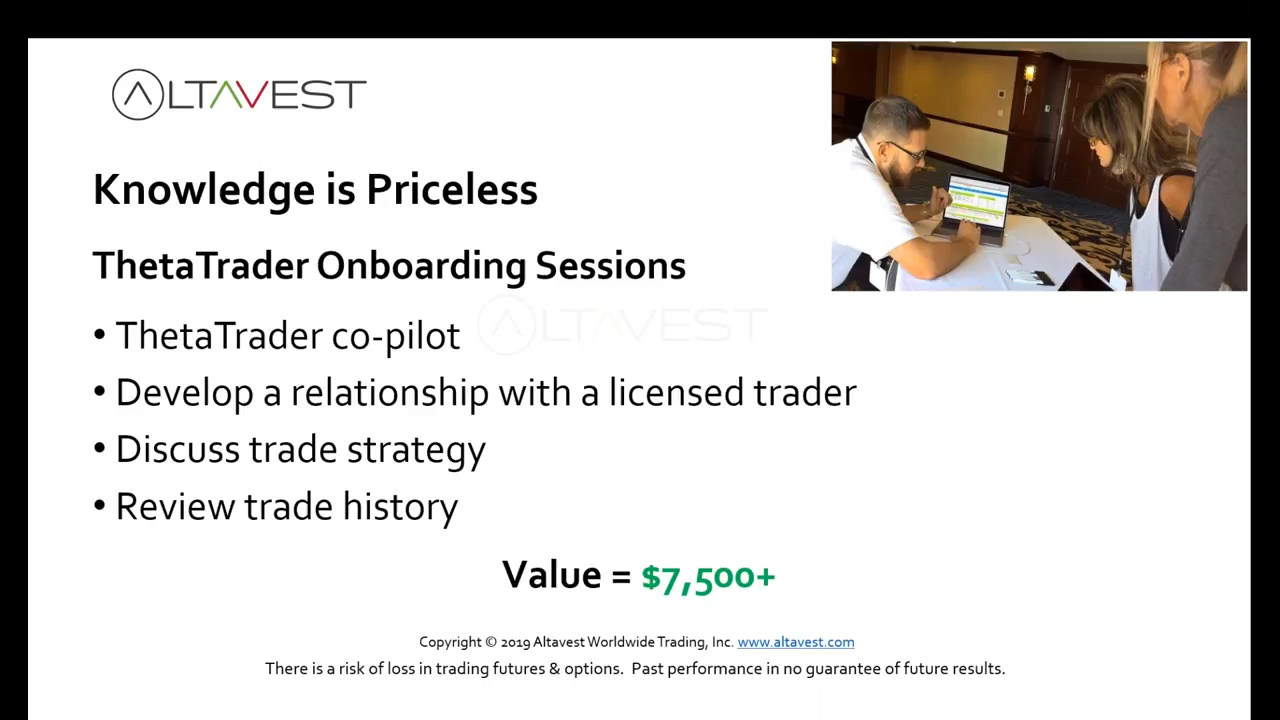 ALTAVEST
Knowledge is Priceless
ThetaTrader Onboarding Sessions
ALTAVEST
• ThetaTrader co-pilot
• Develop a relationship with a licensed trader
• Discuss trade strategy
• Review trade history
Value = $7,500+
Copyright © 2019 Altavest Worldwide Trading, Inc. www.altavest.com
There is a risk of loss in trading futures & options. Past performance in no guarantee of future results.